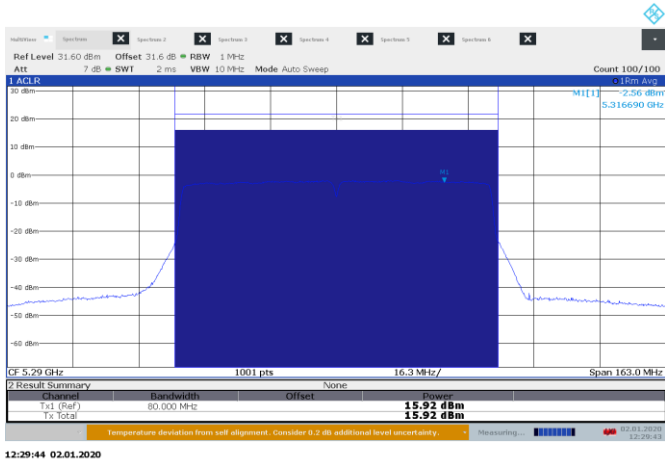 MultiView Spectrum X Spectrum 2 X Spectrum 3 X Spectrum 4 X Spectrum 5 X Spectrum 6 X
Ref Level 31.60 dBm Offset 31.6 dB RBW 1 MHz
Att 7 dB SWT 2 ms VBW 10 MHz Mode Auto Sweep Count 100/100
1 ACLR 1Rm Avg
30 dBm M1[1] -2.56 dBm
5.316690 GHz
20 dBm
10 dBm
0 dBm M1
-10 dBm
-20 dBm
-30 dBm
-40 dBm
-50 dBm
-60 dBm
CF 5.29 GHz 1001 pts 16.3 MHz/ Span 163.0 MHz
2 Result Summary None
Channel Bandwidth Offset Power
Tx1 (Ref) 80.000 MHz 15.92 dBm
Tx Total 15.92 dBm
Temperature deviation from self alignment. Consider 0.2 dB additional level uncertainty. Measuring... 02.01.2020
12:29:43
12:29:44 02.01.2020